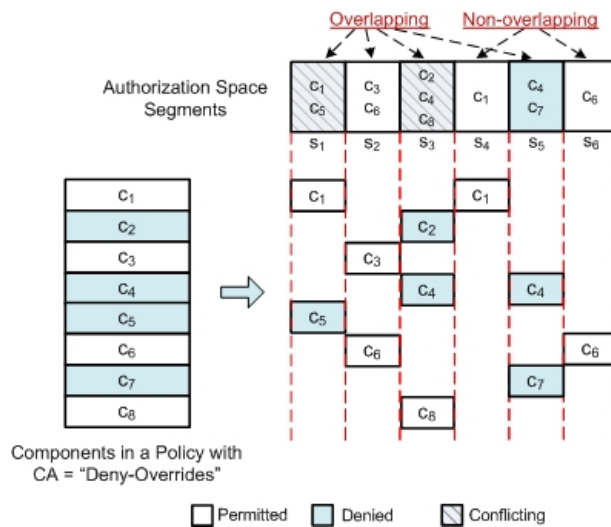 Overlapping Non-overlapping
Authorization Space
Segments
c1
c5
c3
c6
c2
c4
c8
c1
c4
c7
c6
s1 s2 s3 s4 s5 s6
c1
c2
c3
c4
c5
c6
c7
c8
c1 c1
c2
c3
c4 c4
c5
c6 c6
c7
c8
Components in a Policy with
CA = “Deny-Overrides”
Permitted Denied Conflicting